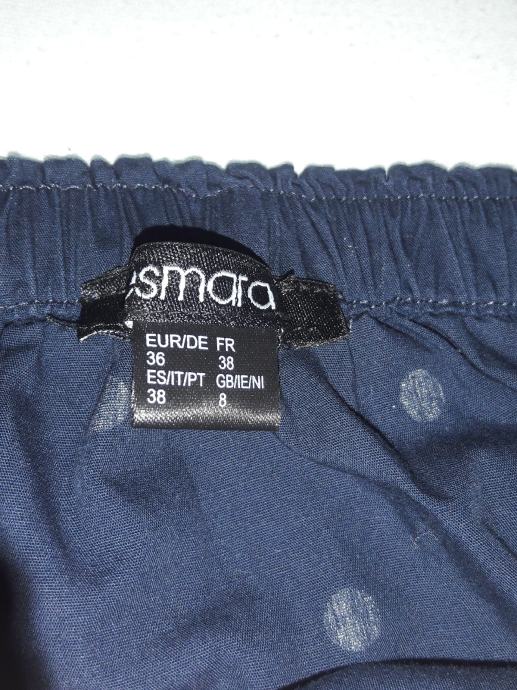 esmara
EUR/DE FR
36 38
ES/IT/PT GB/IE/NI
38 8